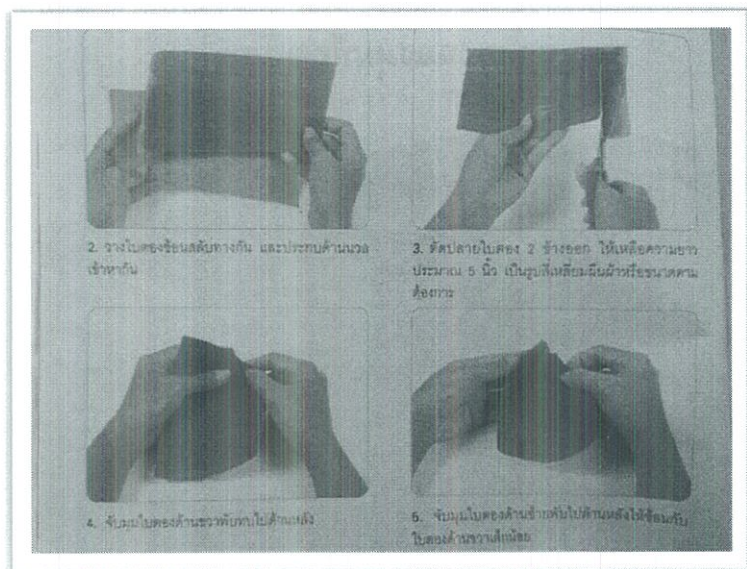 2. วางใบตองซ้อนสลับทางกัน และประกบด้านนวล
เข้าหากัน
3. ตัดปลายใบตอง 2 ข้างออก ให้เหลือความยาว
ประมาณ 5 นิ้ว เป็นรูปสี่เหลี่ยมผืนผ้าหรือขนาดตาม
ต้องการ
4. จับมุมใบตองด้านขวาพับทบไปด้านหลัง
5. จับมุมใบตองด้านซ้ายพับไปด้านหลังให้ซ้อนกับ
ใบตองด้านขวาเล็กน้อย